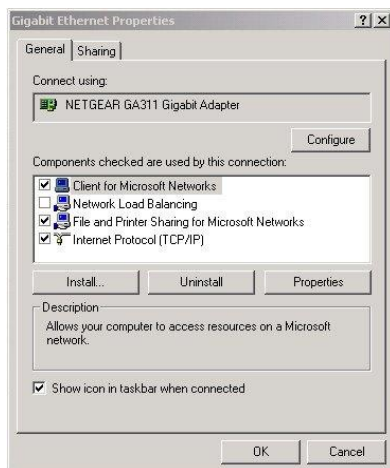 Gigabit Ethernet Properties
General
Sharing
Connect using:
NETGEAR GA311 Gigabit Adapter
Configure
Components checked are used by this connection:
Client for Microsoft Networks
Network Load Balancing
File and Printer Sharing for Microsoft Networks
Internet Protocol (TCP/IP)
Install... Uninstall Properties
Description
Allows your computer to access resources on a Microsoft
network.
Show icon in taskbar when connected
OK Cancel